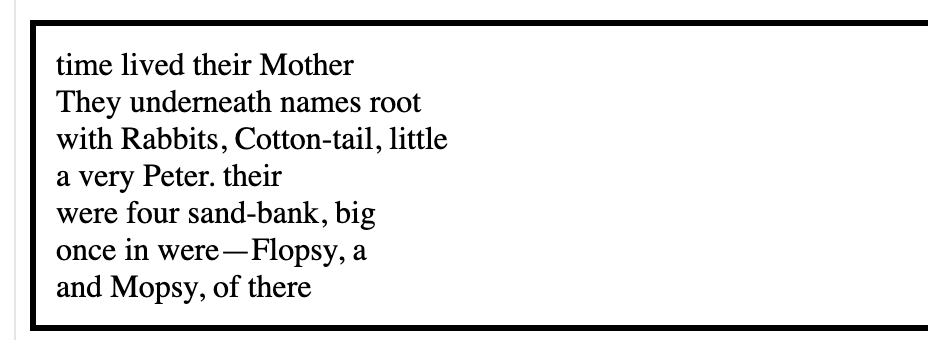 time lived their Mother
They underneath names root
with Rabbits, Cotton-tail, little
a very Peter. their
were four sand-bank, big
once in were—Flopsy, a
and Mopsy, of there